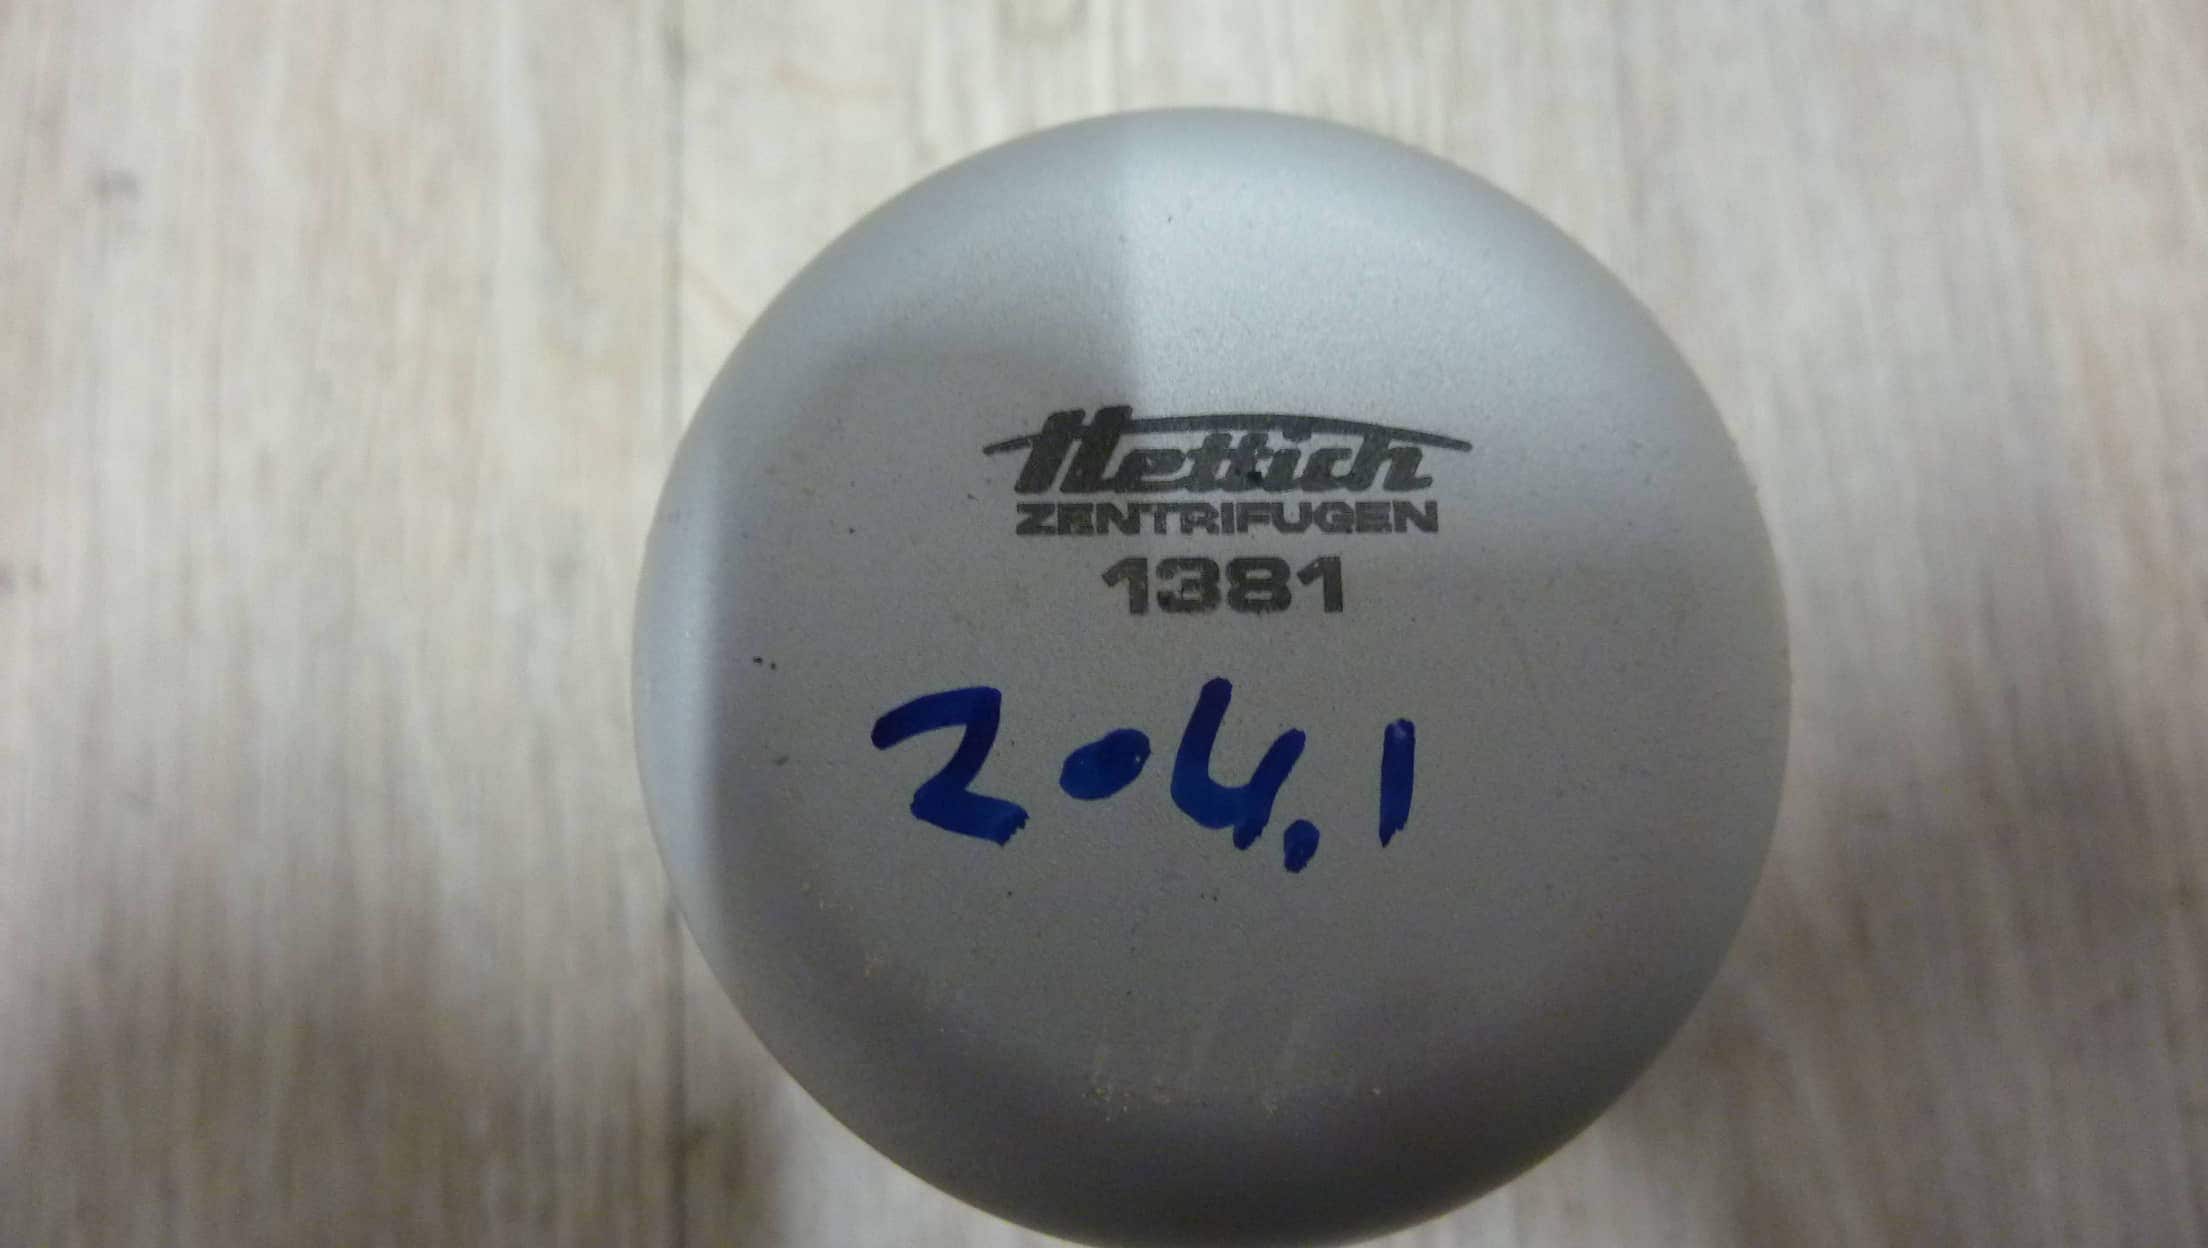 Hettich
ZENTRIFUGEN
1381
204.1